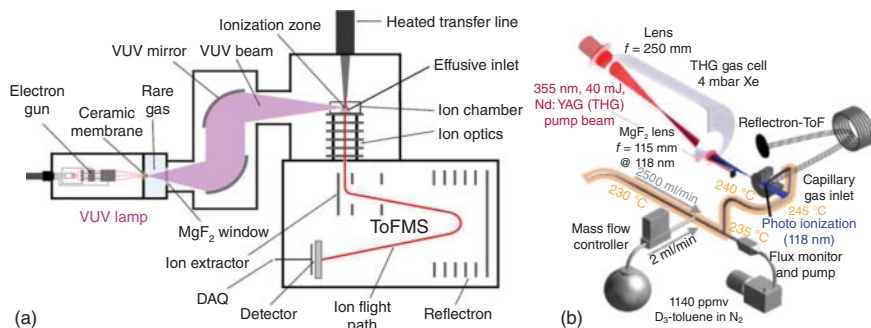 Ionization zone
VUV beam
VUV mirror
Heated transfer line
Effusive inlet
Electron
gun
Rare
gas
Ceramic
membrane
Ion chamber
Ion optics
VUV lamp
MgF2 window
ToFMS
Ion extractor
DAQ
Detector
Ion flight
path
Reflectron
(a)
Lens
f = 250 mm
THG gas cell
4 mbar Xe
355 nm, 40 mJ,
Nd: YAG (THG)
pump beam
Reflectron-ToF
MgF2 lens
f = 115 mm
@ 118 nm
2500 ml/min
230 °C
240 °C
Capillary
gas inlet
245 °C
Photo ionization
(118 nm)
235 °C
Mass flow
controller
2 ml/min
Flux monitor
and pump
1140 ppmv
D3-toluene in N2
(b)